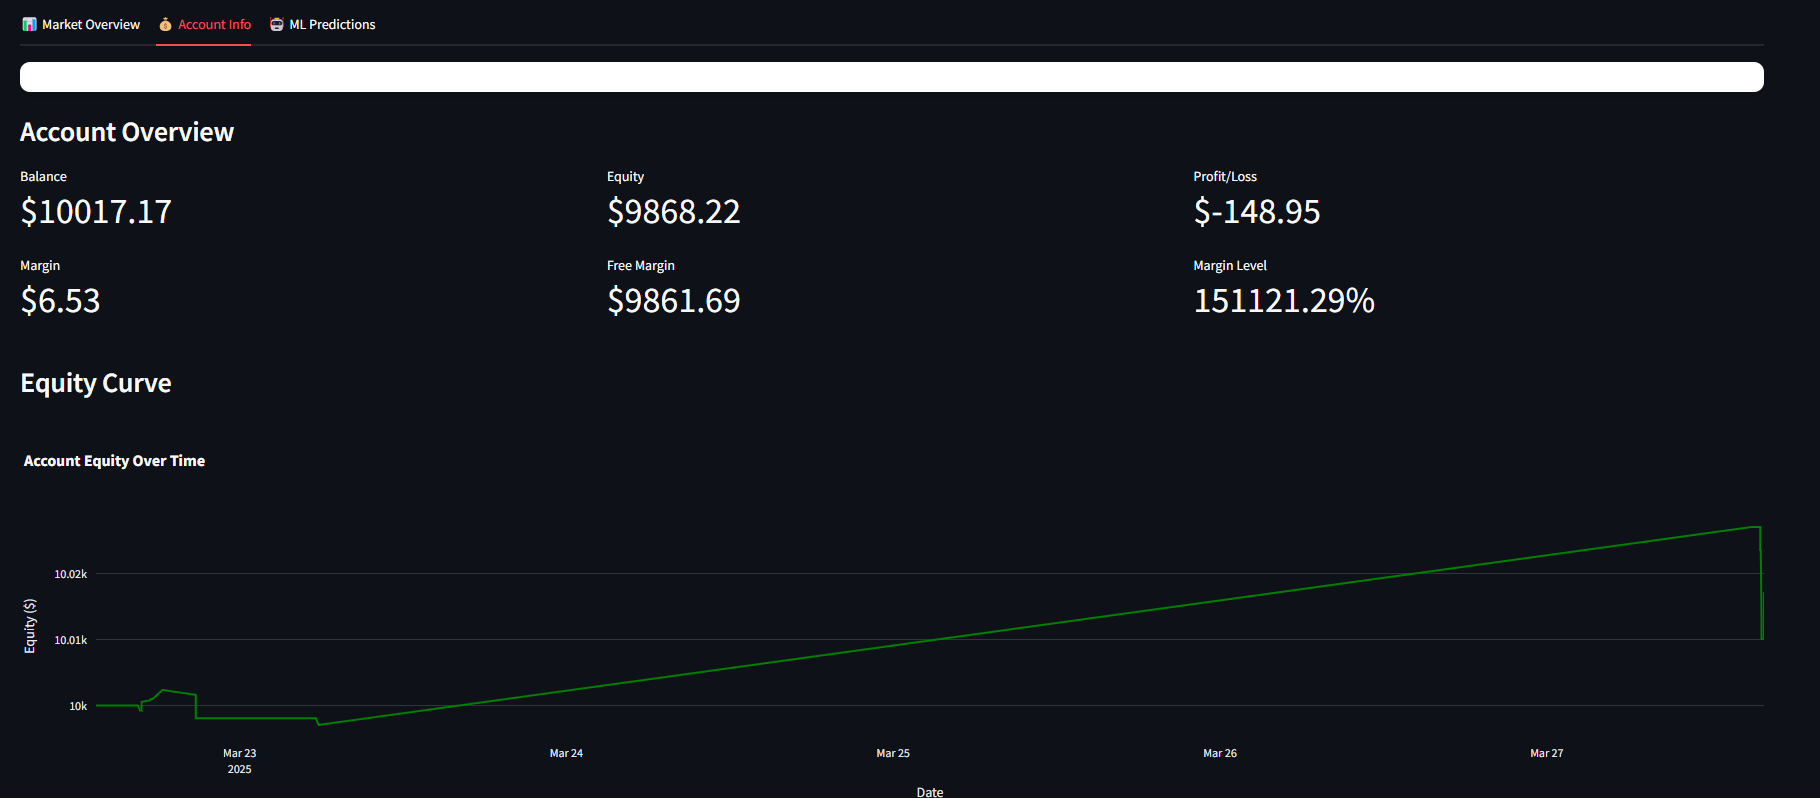 Market Overview Account Info ML Predictions
Account Overview
Balance Equity Profit/Loss
$10017.17 $9868.22 $-148.95
Margin Free Margin Margin Level
$6.53 $9861.69 151121.29%
Equity Curve
Account Equity Over Time
Equity ($)
10.02k
10.01k
10k
Mar 23 Mar 24 Mar 25 Mar 26 Mar 27
2025
Date